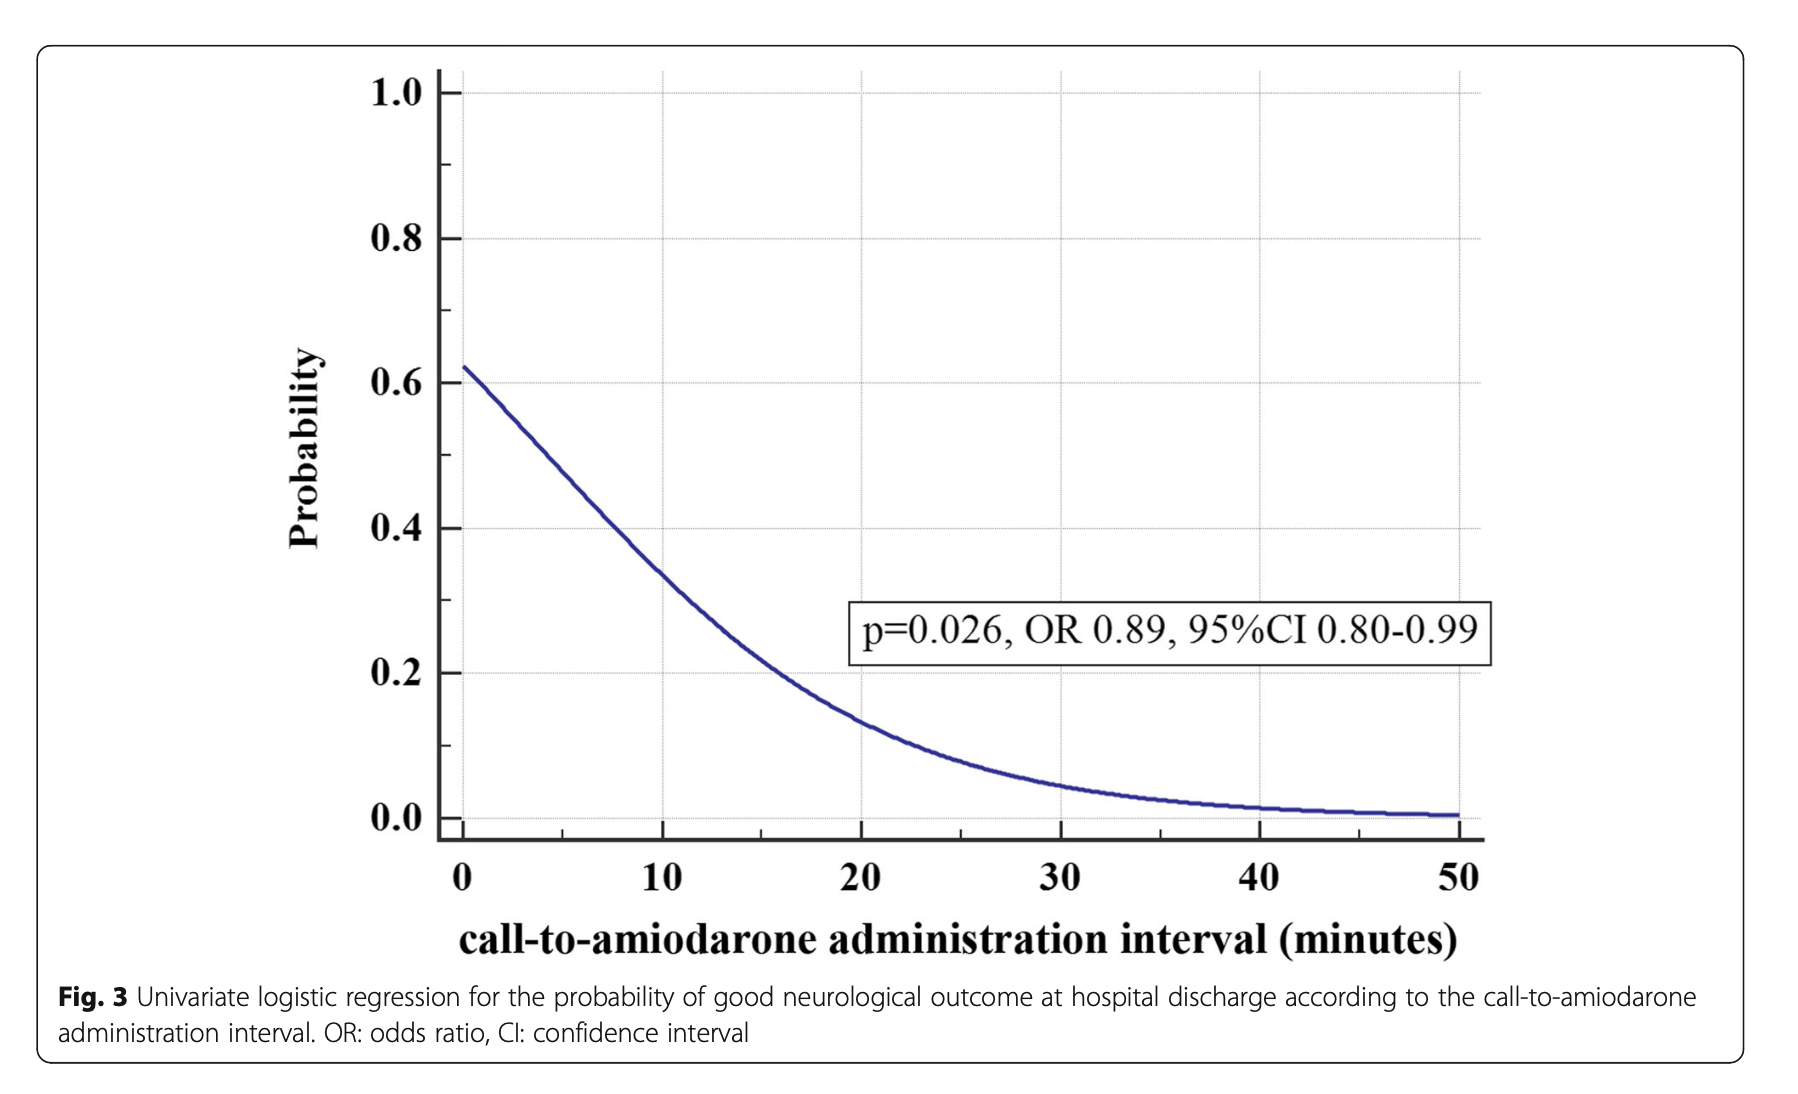 1.0
0.8
0.6
0.4
0.2
0.0
Probability
p=0.026, OR 0.89, 95%CI 0.80-0.99
0 10 20 30 40 50
call-to-amiodarone administration interval (minutes)
Fig. 3 Univariate logistic regression for the probability of good neurological outcome at hospital discharge according to the call-to-amiodarone
administration interval. OR: odds ratio, CI: confidence interval